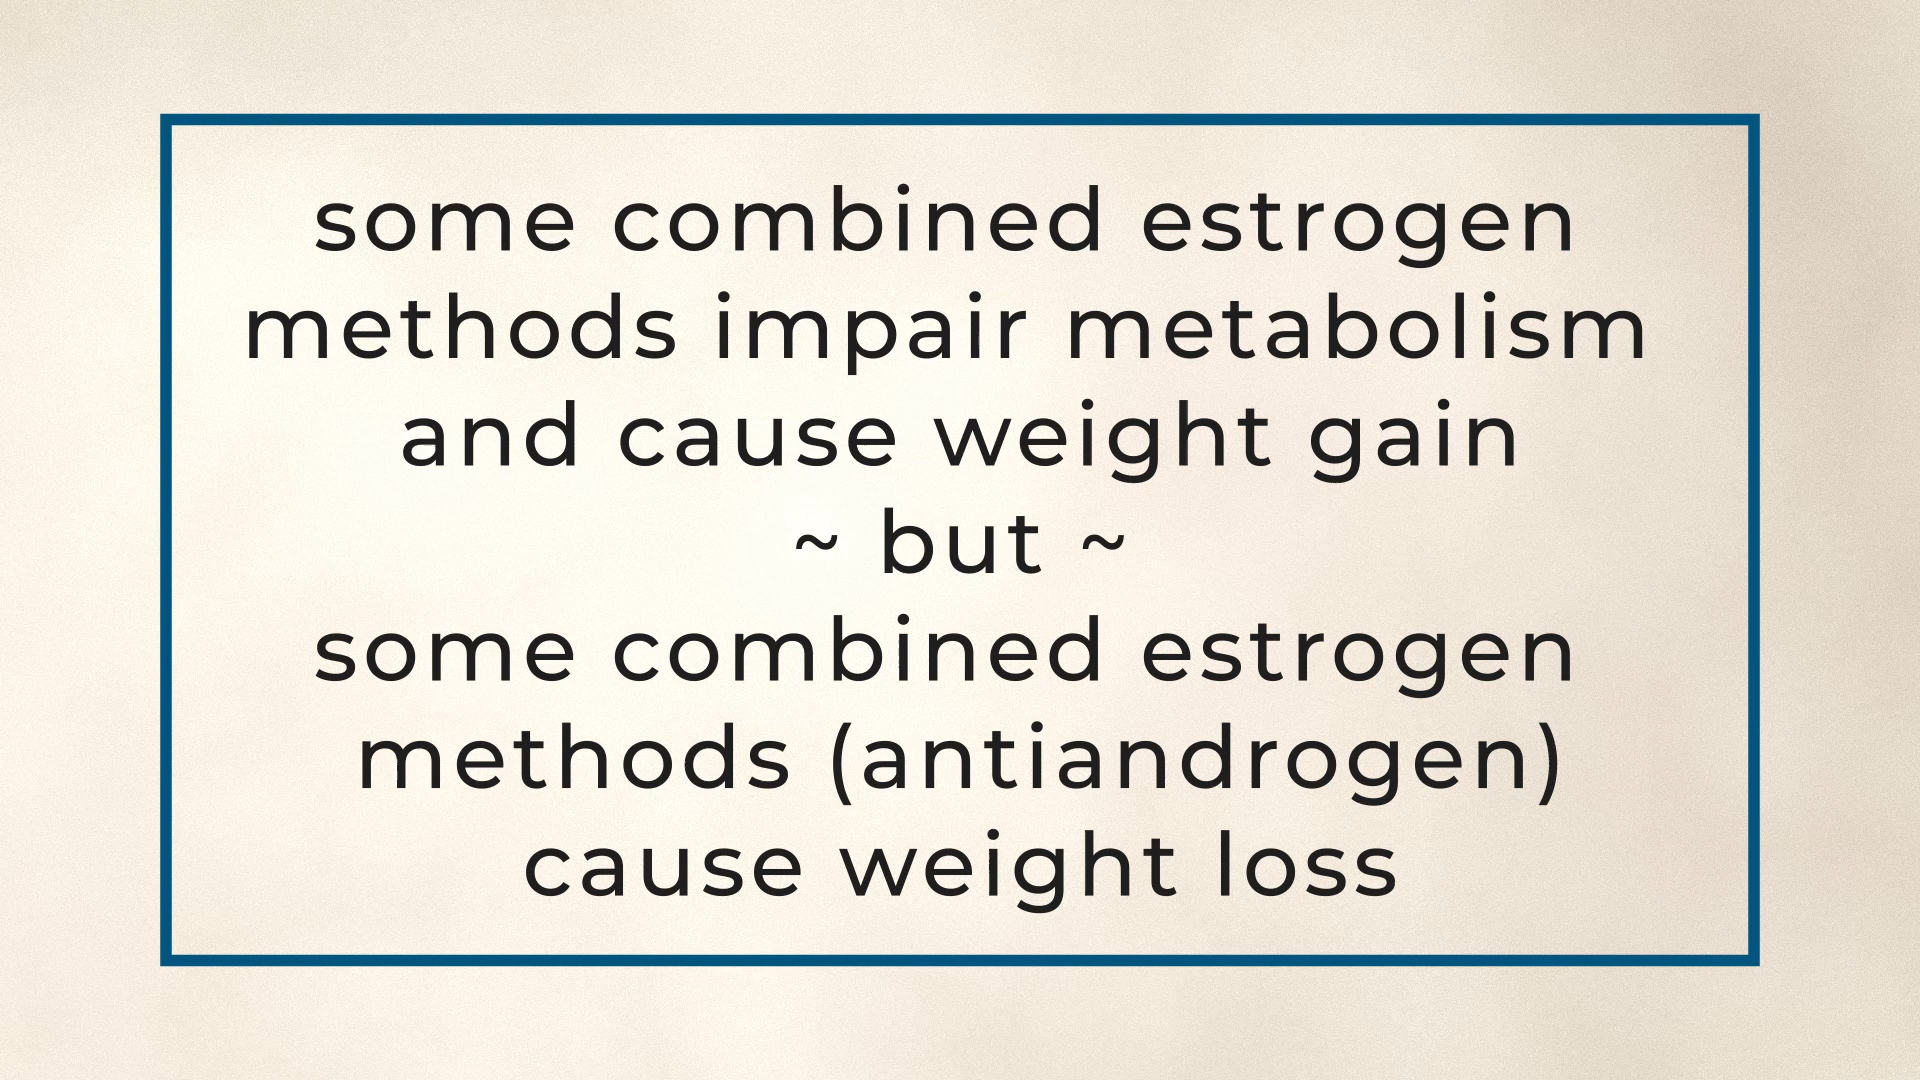 some combined estrogen
methods impair metabolism
and cause weight gain
~ but ~
some combined estrogen
methods (antiandrogen)
cause weight loss